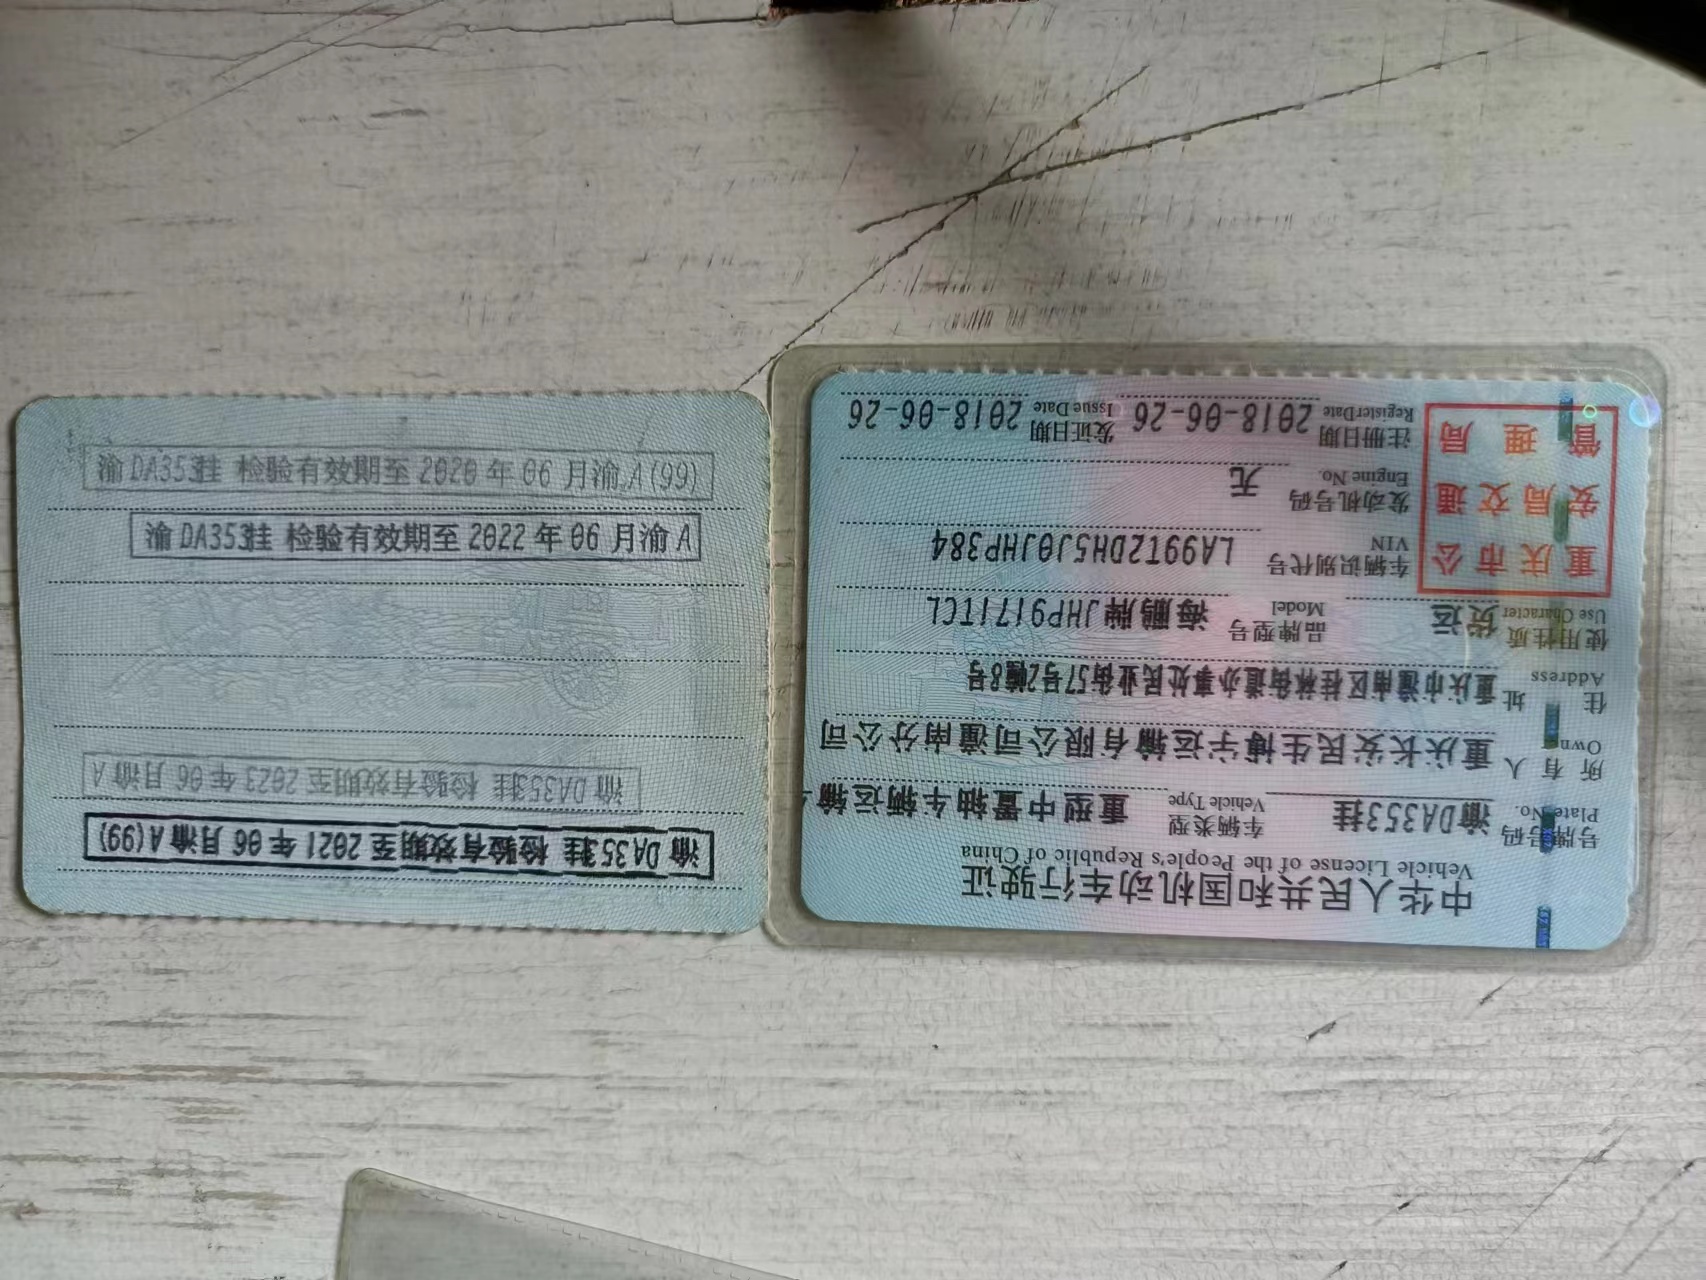 渝DA353挂 检验有效期至2020年06月渝A(99)
渝DA353挂 检验有效期至2022年06月渝A
渝DA353挂 检验有效期至2023年06月渝A
渝DA353挂 检验有效期至2021年06月渝A(99)
中华人民共和国机动车行驶证
Vehicle License of the People's Republic of China
号牌号码 渝DA353挂 车辆类型 重型中置轴车辆运输
Plate No. Vehicle Type
所有人 重庆长安民生博宇运输有限公司潼南分公司
Owner
住址 重庆市潼南区桂林街道办事处民业街57号2幢8号
Address
使用性质 货运 品牌型号 海鹏牌JHP9171TCL
Use Character Model
重庆市公
安局交通
管理局
车辆识别代号 LA99T2DH5J0JHP384
VIN
发动机号码 无
Engine No.
注册日期 2018-06-26 发证日期 2018-06-26
Register Date Issue Date